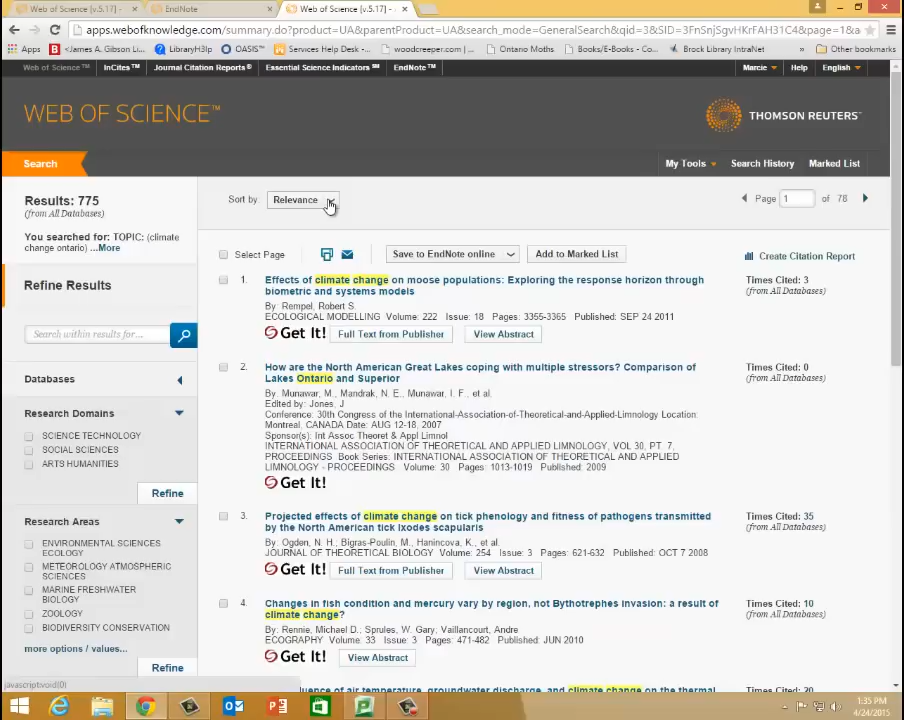 Web of Science [v.5.17]
EndNote
Web of Science [v.5.17]
apps.webofknowledge.com/summary.do?product=UA&parentProduct=UA&search_mode=GeneralSearch&qid=3&SID=3FnSnjSgvHKrFAH31C4&page=1&a
Apps
<James A. Gibson Li...
LibraryH3lp
OASIS™
Services Help Desk -...
woodcreeper.com |
Ontario Moths
Books/E-Books - Co...
Brock Library IntraNet
»
Other bookmarks
Web of Science™
InCites™
Journal Citation Reports®
Essential Science Indicators℠
EndNote™
Marcie
Help
English
WEB OF SCIENCE™
THOMSON REUTERS™
Search
My Tools
Search History
Marked List
Results: 775
(from All Databases)
You searched for: TOPIC: (climate
change ontario) ...More
Sort by: Relevance
Page 1 of 78
Select Page
Save to EndNote online
Add to Marked List
Create Citation Report
Refine Results
Search within results for...
Databases
Research Domains
SCIENCE TECHNOLOGY
SOCIAL SCIENCES
ARTS HUMANITIES
Refine
Research Areas
ENVIRONMENTAL SCIENCES
ECOLOGY
METEOROLOGY ATMOSPHERIC
SCIENCES
MARINE FRESHWATER
BIOLOGY
ZOOLOGY
BIODIVERSITY CONSERVATION
more options / values...
Refine
1. Effects of climate change on moose populations: Exploring the response horizon through
biometric and systems models
By: Rempel, Robert S.
ECOLOGICAL MODELLING Volume: 222 Issue: 18 Pages: 3355-3365 Published: SEP 24 2011
Get It! Full Text from Publisher View Abstract
Times Cited: 3
(from All Databases)
2. How are the North American Great Lakes coping with multiple stressors? Comparison of
Lakes Ontario and Superior
By: Munawar, M.; Mandrak, N. E.; Munawar, I. F.; et al.
Edited by: Jones, J
Conference: 30th Congress of the International-Association-of-Theoretical-and-Applied-Limnology Location:
Montreal, CANADA Date: AUG 12-18, 2007
Sponsor(s): Int Assoc Theoret & Appl Limnol
INTERNATIONAL ASSOCIATION OF THEORETICAL AND APPLIED LIMNOLOGY, VOL 30, PT 7,
PROCEEDINGS Book Series: INTERNATIONAL ASSOCIATION OF THEORETICAL AND APPLIED
LIMNOLOGY - PROCEEDINGS Volume: 30 Pages: 1013-1019 Published: 2009
Get It!
Times Cited: 0
(from All Databases)
3. Projected effects of climate change on tick phenology and fitness of pathogens transmitted
by the North American tick Ixodes scapularis
By: Ogden, N. H.; Bigras-Poulin, M.; Hanincova, K.; et al.
JOURNAL OF THEORETICAL BIOLOGY Volume: 254 Issue: 3 Pages: 621-632 Published: OCT 7 2008
Get It! Full Text from Publisher View Abstract
Times Cited: 35
(from All Databases)
4. Changes in fish condition and mercury vary by region, not Bythotrephes invasion: a result of
climate change?
By: Rennie, Michael D.; Sprules, W. Gary; Vaillancourt, Andre
ECOGRAPHY Volume: 33 Issue: 3 Pages: 471-482 Published: JUN 2010
Get It! View Abstract
Times Cited: 10
(from All Databases)
uence of air temperature, groundwater discharge, and climate change on the thermal
Times Cited: 20
javascript:void(0)
1:35 PM
4/24/2015